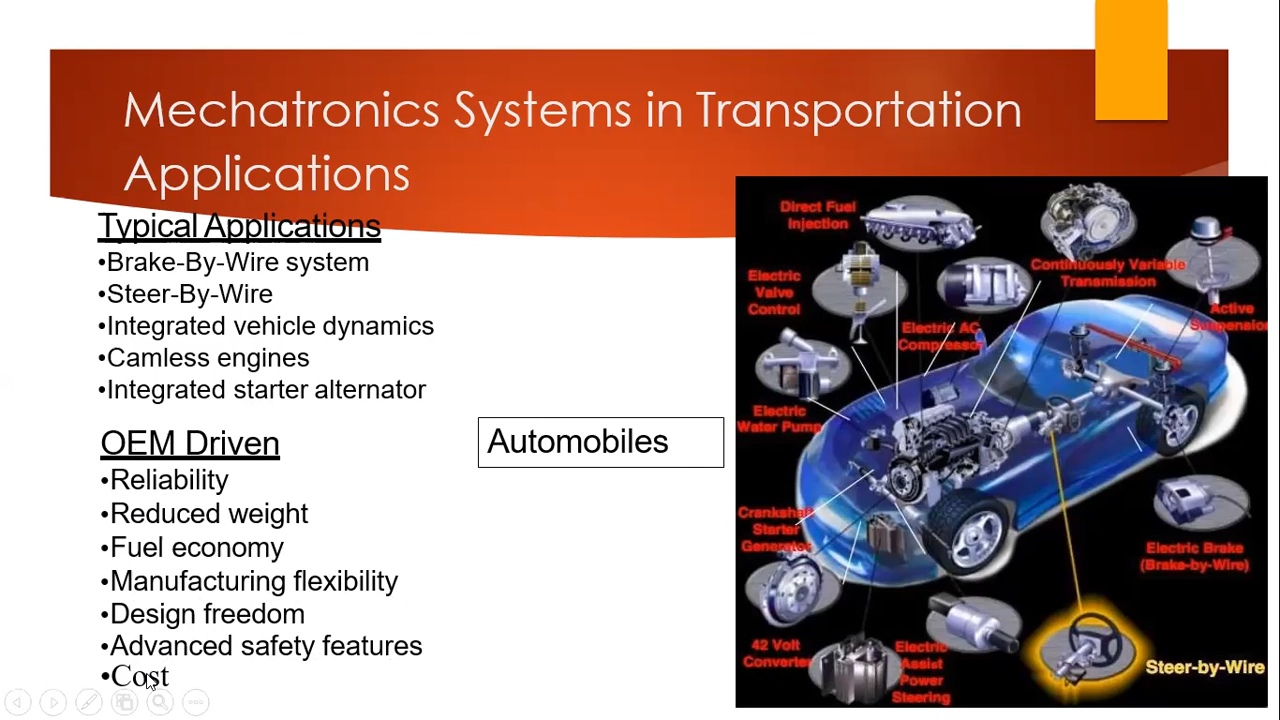 Mechatronics Systems in Transportation
Applications
Typical Applications
•Brake-By-Wire system
•Steer-By-Wire
•Integrated vehicle dynamics
•Camless engines
•Integrated starter alternator
OEM Driven
•Reliability
•Reduced weight
•Fuel economy
•Manufacturing flexibility
•Design freedom
•Advanced safety features
•Cost
Automobiles
Direct Fuel
Injection
Electric
Valve
Control
Electric AC
Compressor
Continuously Variable
Transmission
Active
Suspension
Electric
Water Pump
Crankshaft
Starter
Generator
42 Volt
Converter
Electric
Assist
Power
Steering
Electric Brake
(Brake-by-Wire)
Steer-by-Wire